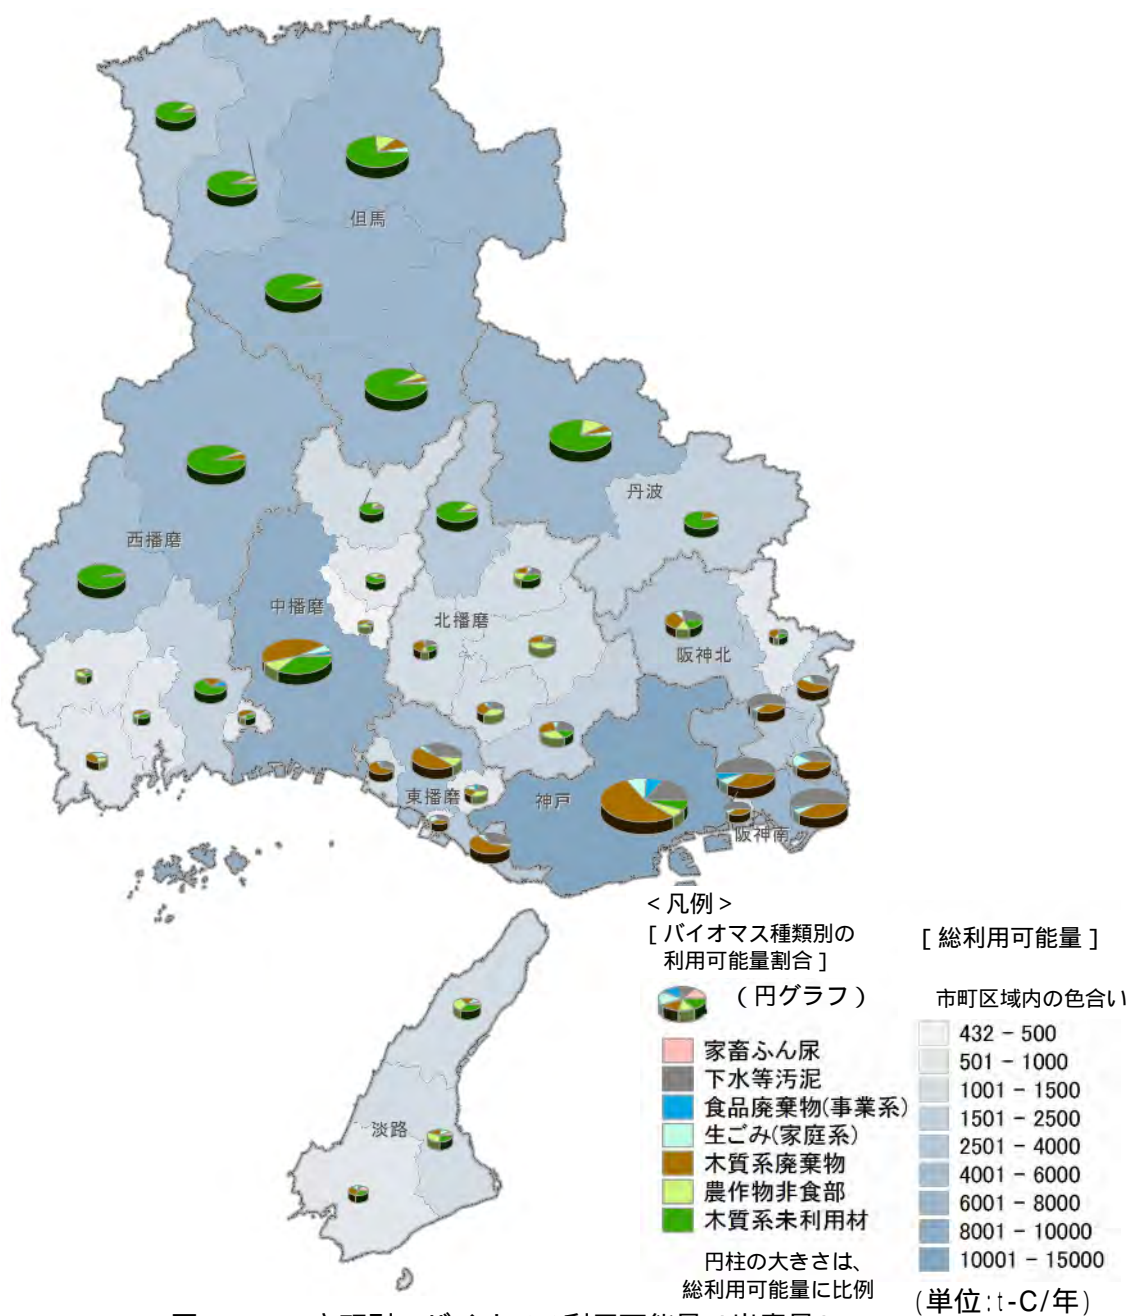 但馬
丹波
西播磨
中播磨
北播磨
阪神北
東播磨
神戸
阪神南
淡路
<凡例>
[バイオマス種類別の
利用可能量割合]
(円グラフ)
家畜ふん尿
下水等汚泥
食品廃棄物(事業系)
生ごみ(家庭系)
木質系廃棄物
農作物非食部
木質系未利用材
円柱の大きさは、
総利用可能量に比例
[総利用可能量]
市町区域内の色合い
432 - 500
501 - 1000
1001 - 1500
1501 - 2500
2501 - 4000
4001 - 6000
6001 - 8000
8001 - 10000
10001 - 15000
(単位:t-C/年)